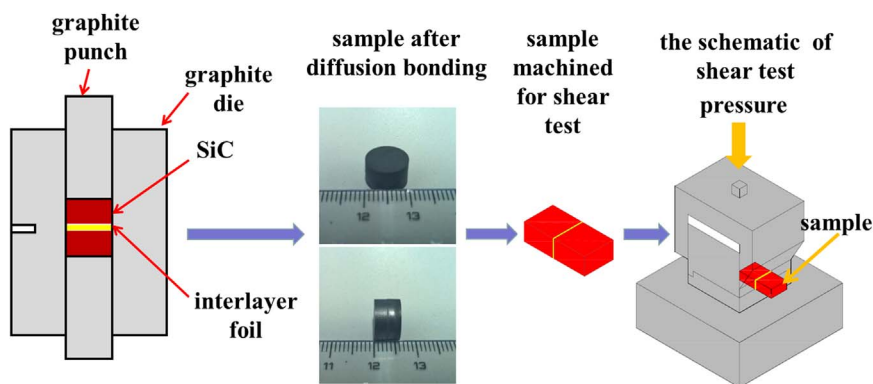 graphite
punch
graphite
die
SiC
interlayer
foil
sample after
diffusion bonding
12 13
11 12 13
sample
machined
for shear
test
the schematic of
shear test
pressure
sample